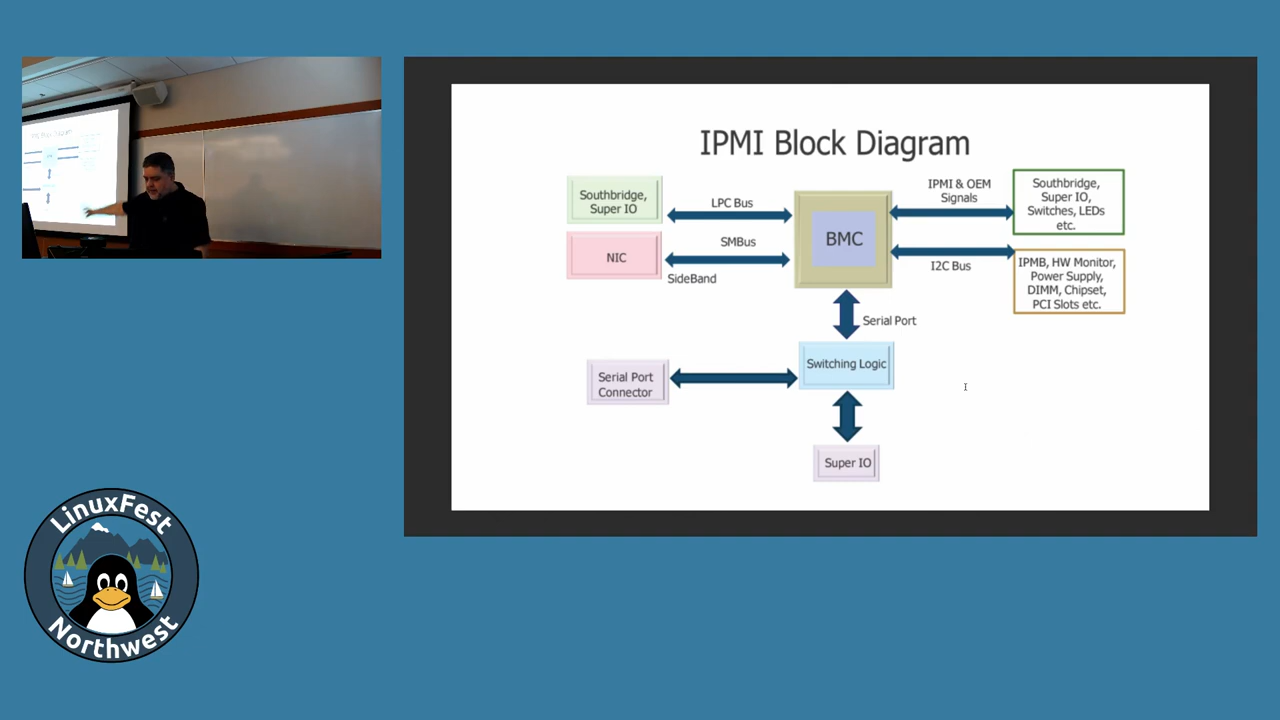 IPMI Block Diagram
Southbridge,
Super IO
LPC Bus
BMC
IPMI & OEM
Signals
Southbridge,
Super IO,
Switches, LEDs
etc.
NIC
SMBus
SideBand
I2C Bus
IPMB, HW Monitor,
Power Supply,
DIMM, Chipset,
PCI Slots etc.
Serial Port
Serial Port
Connector
Switching Logic
Super IO
LinuxFest
Northwest